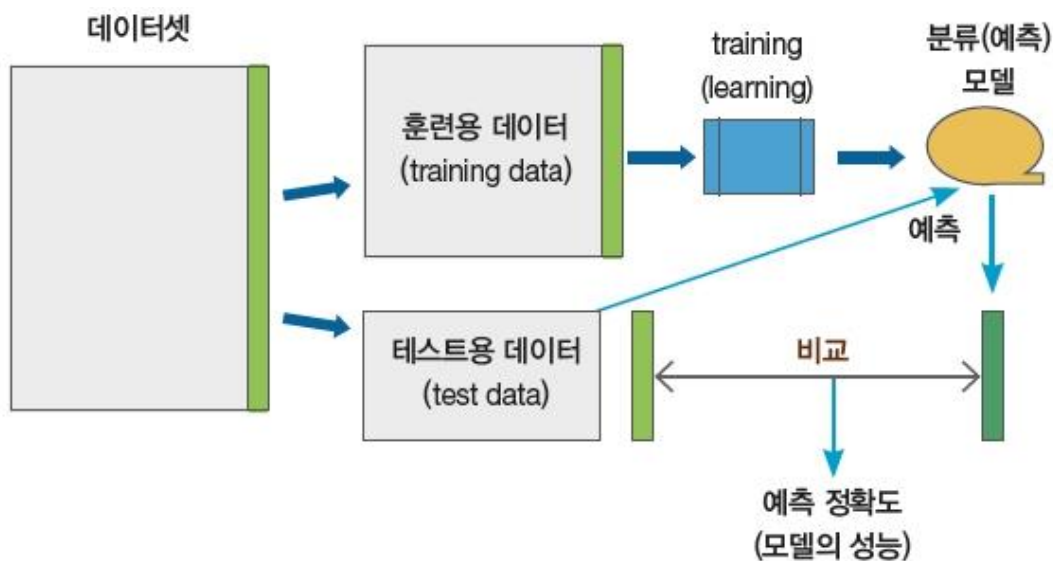 데이터셋
훈련용 데이터
(training data)
training
(learning)
분류(예측)
모델
예측
테스트용 데이터
(test data)
비교
예측 정확도
(모델의 성능)